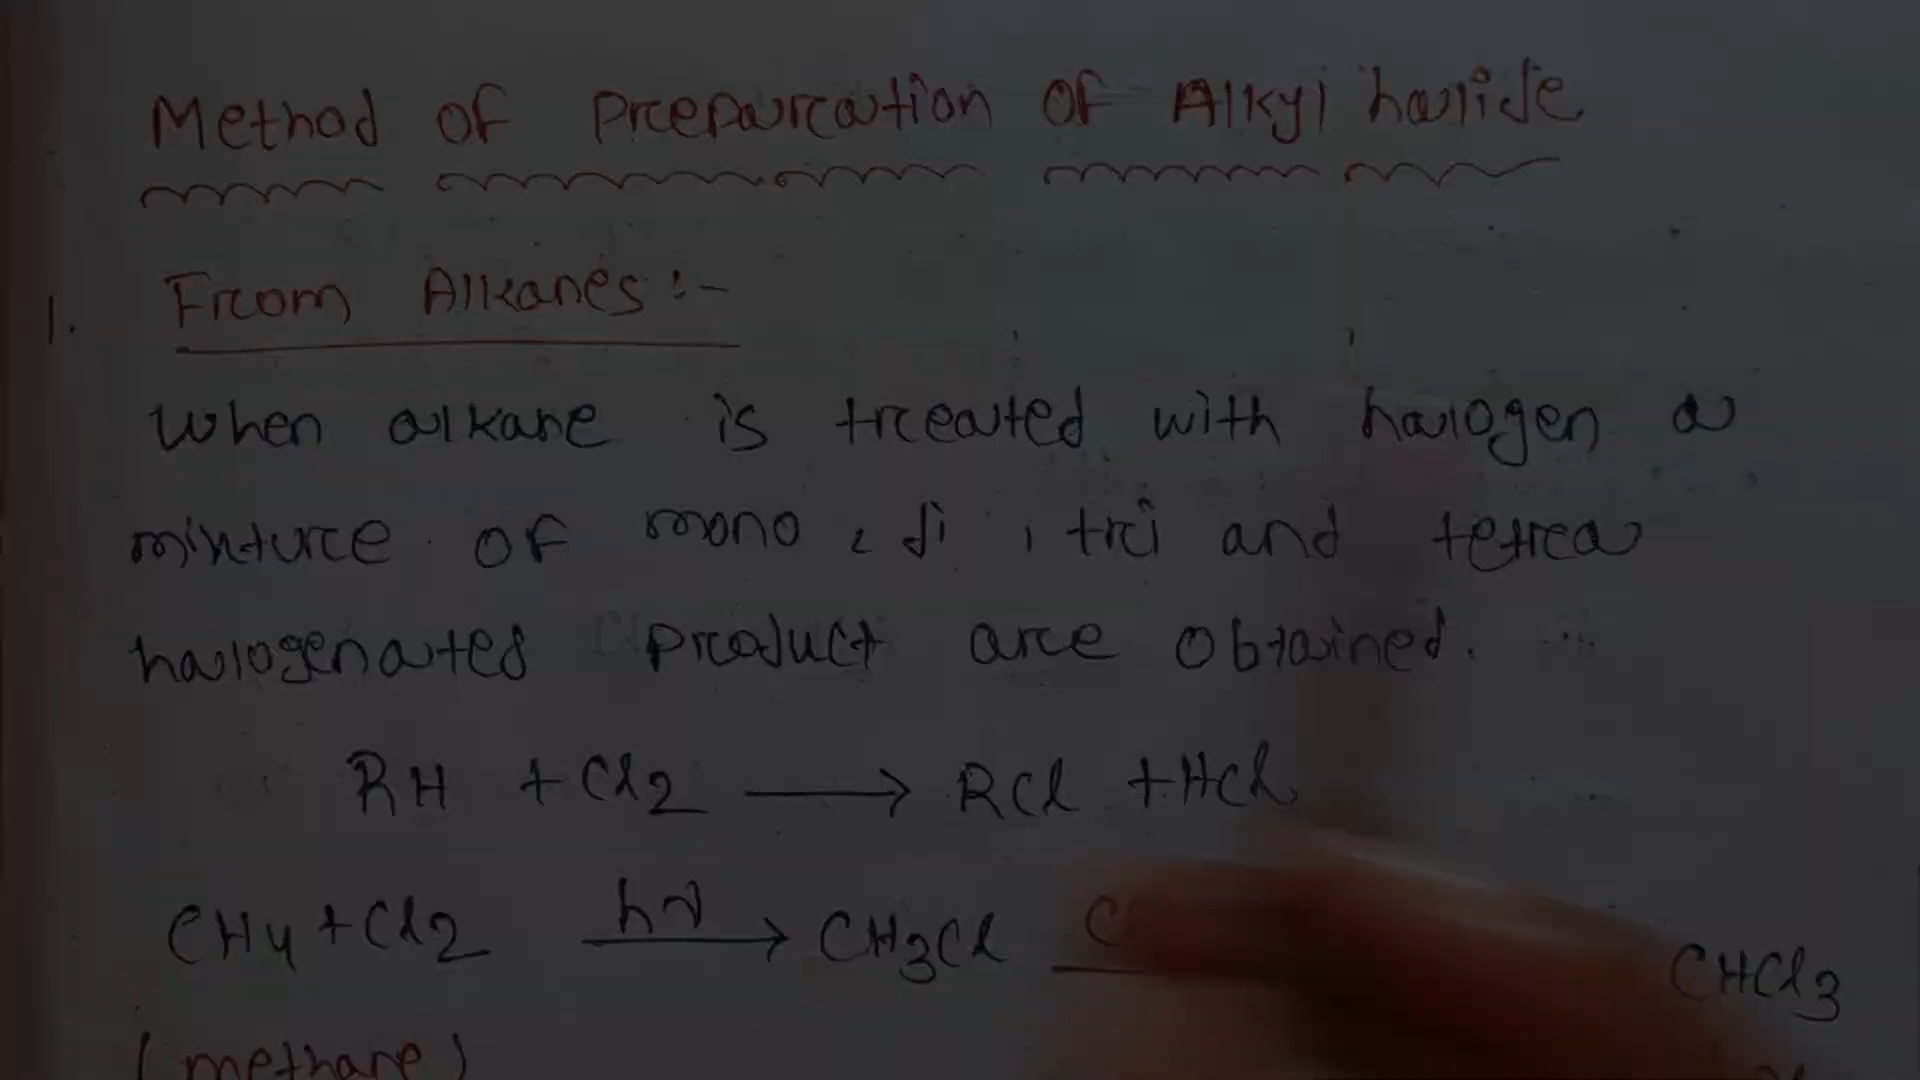 Method of Preparation of Alkyl halide
1. From Alkanes :-
When alkane is treated with halogen a
mixture of mono, di, tri and tetra
halogenated Product are obtained.
RH + Cl2 ⟶ RCl + HCl
CH4 + Cl2 hν ⟶ CH3Cl CHCl3
(methane)